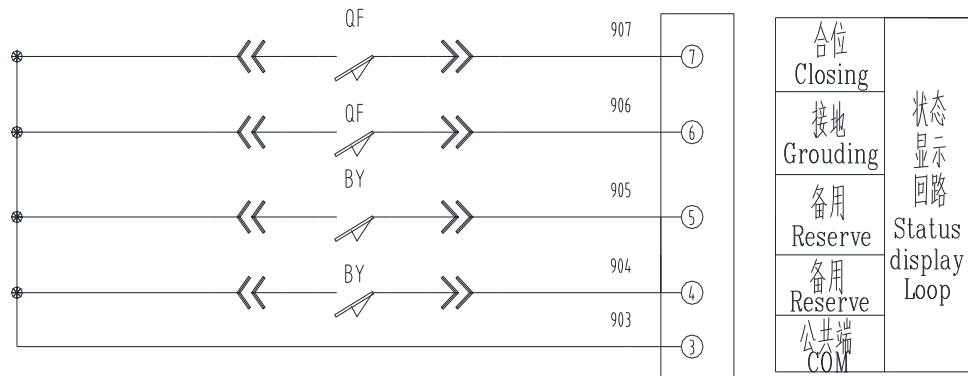 QF
907
7
QF
906
6
BY
905
5
BY
904
4
903
3
合位
Closing
接地
Grouding
备用
Reserve
备用
Reserve
公共端
COM
状态
显示
回路
Status
display
Loop